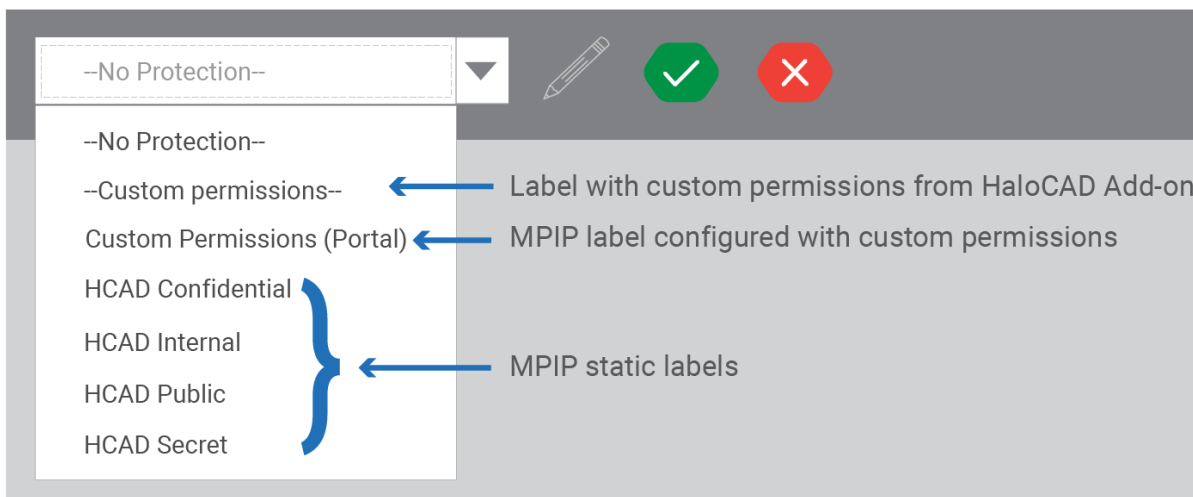 --No Protection--
--No Protection--
--Custom permissions--
Label with custom permissions from HaloCAD Add-on
Custom Permissions (Portal)
MPIP label configured with custom permissions
HCAD Confidential
HCAD Internal
MPIP static labels
HCAD Public
HCAD Secret